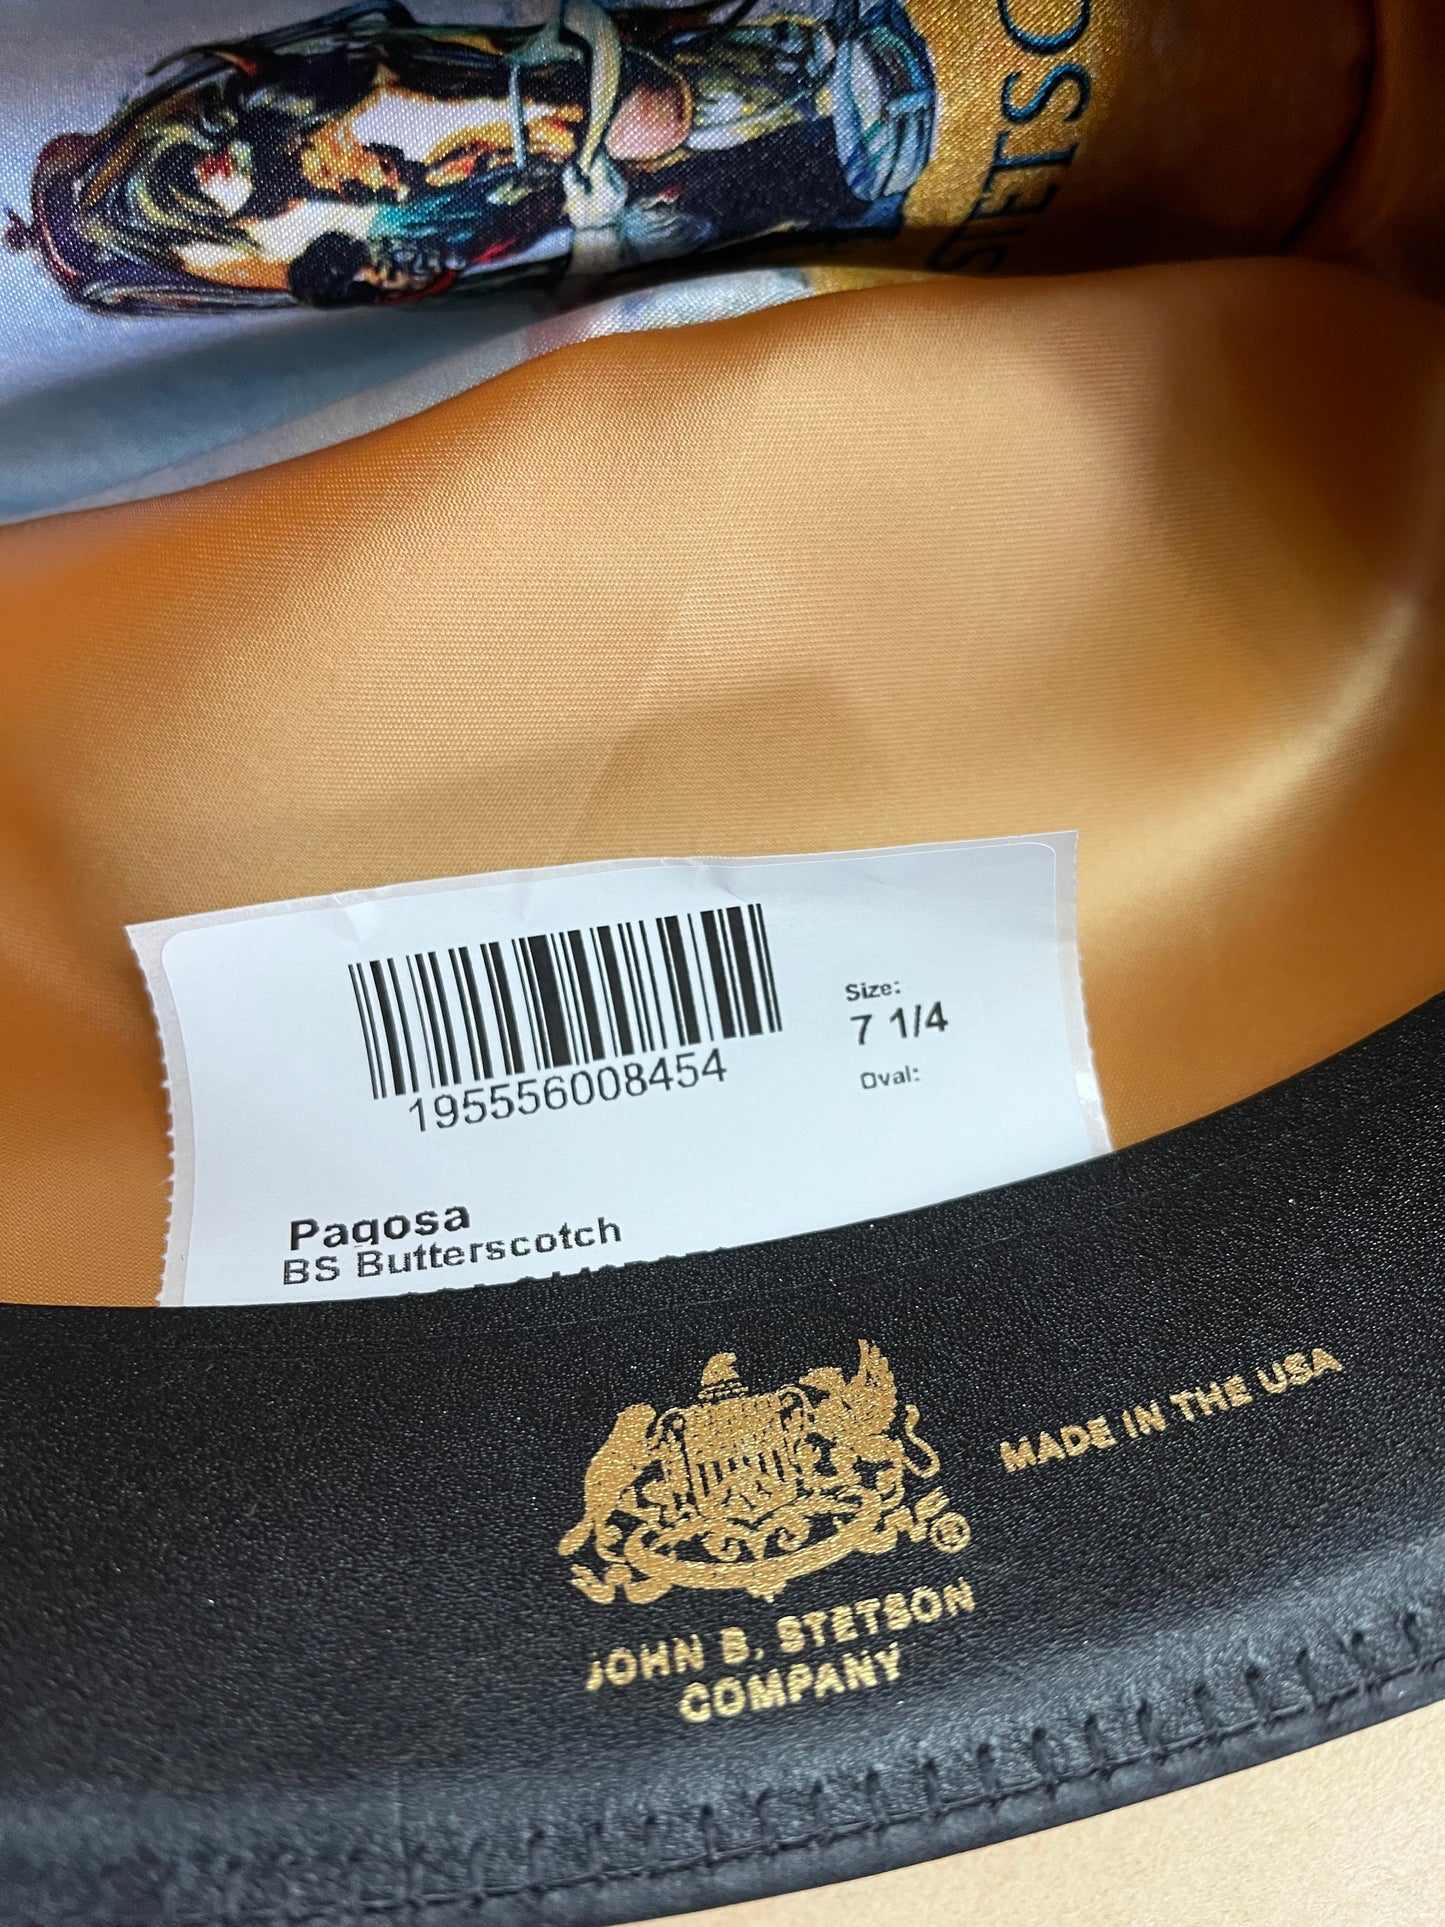 STETSO
195556008454
Size:
7 1/4
Oval:
Pagosa
BS Butterscotch
MADE IN THE USA
JOHN B. STETSON
COMPANY